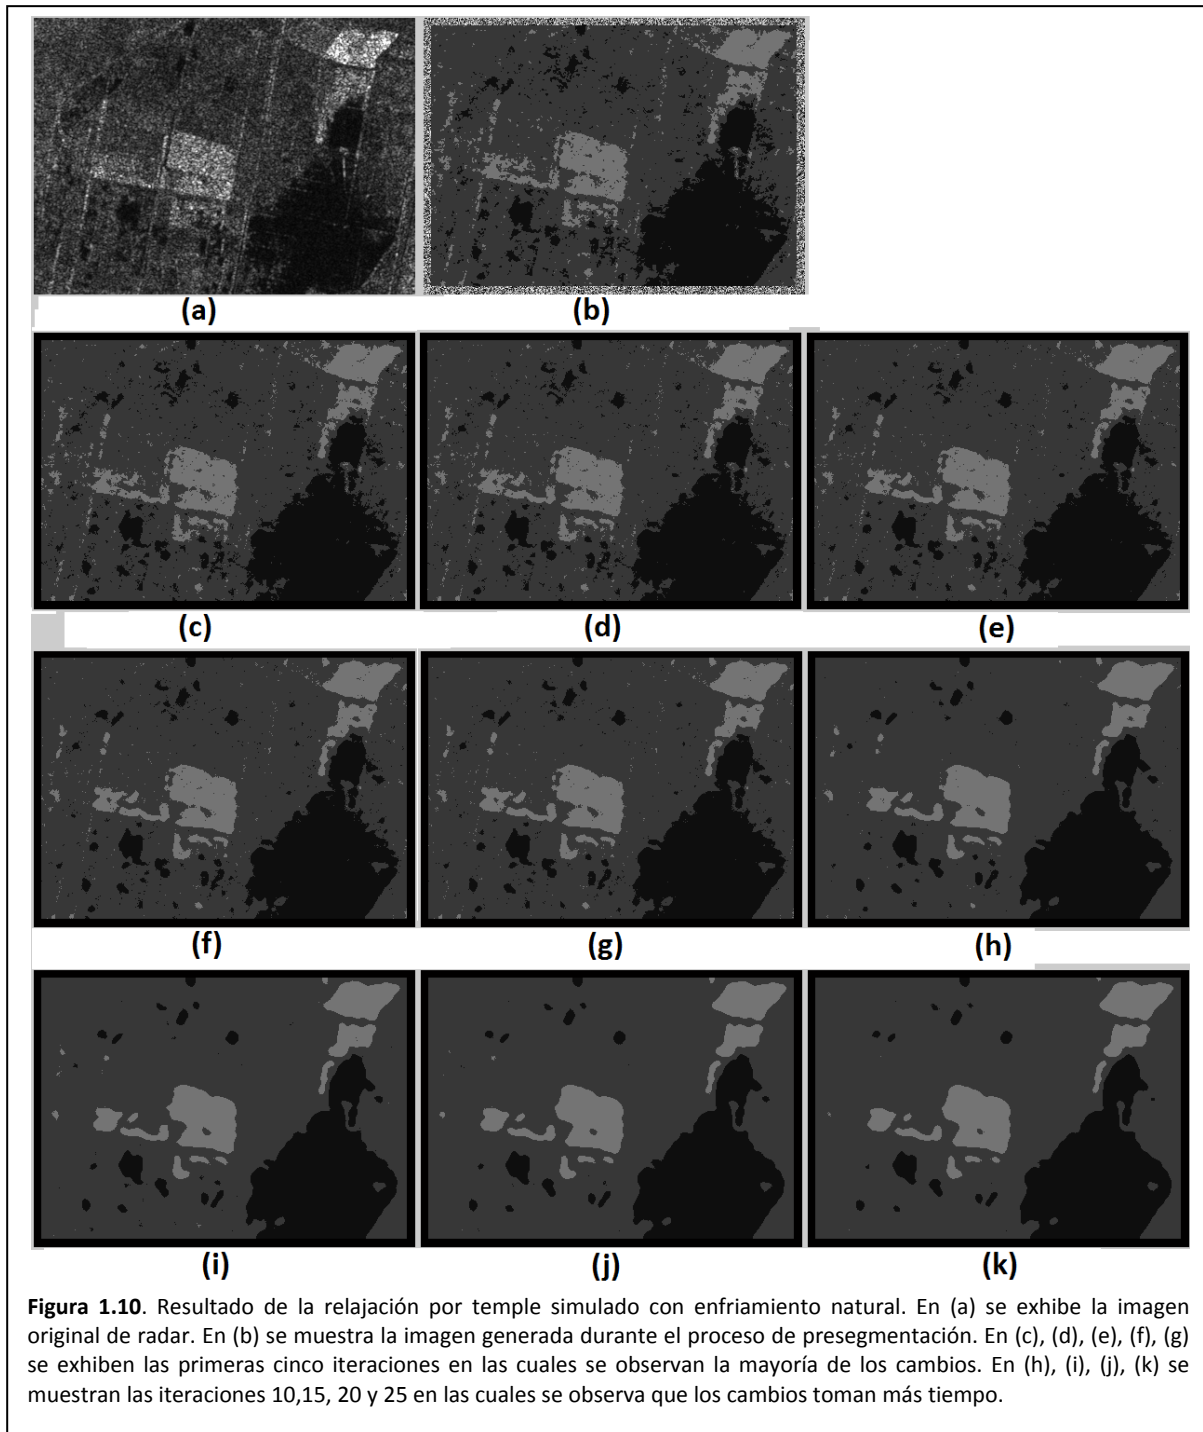 (a) (b)
(c) (d) (e)
(f) (g) (h)
(i) (j) (k)
Figura 1.10. Resultado de la relajación por temple simulado con enfriamiento natural. En (a) se exhibe la imagen
original de radar. En (b) se muestra la imagen generada durante el proceso de presegmentación. En (c), (d), (e), (f), (g)
se exhiben las primeras cinco iteraciones en las cuales se observan la mayoría de los cambios. En (h), (i), (j), (k) se
muestran las iteraciones 10,15, 20 y 25 en las cuales se observa que los cambios toman más tiempo.